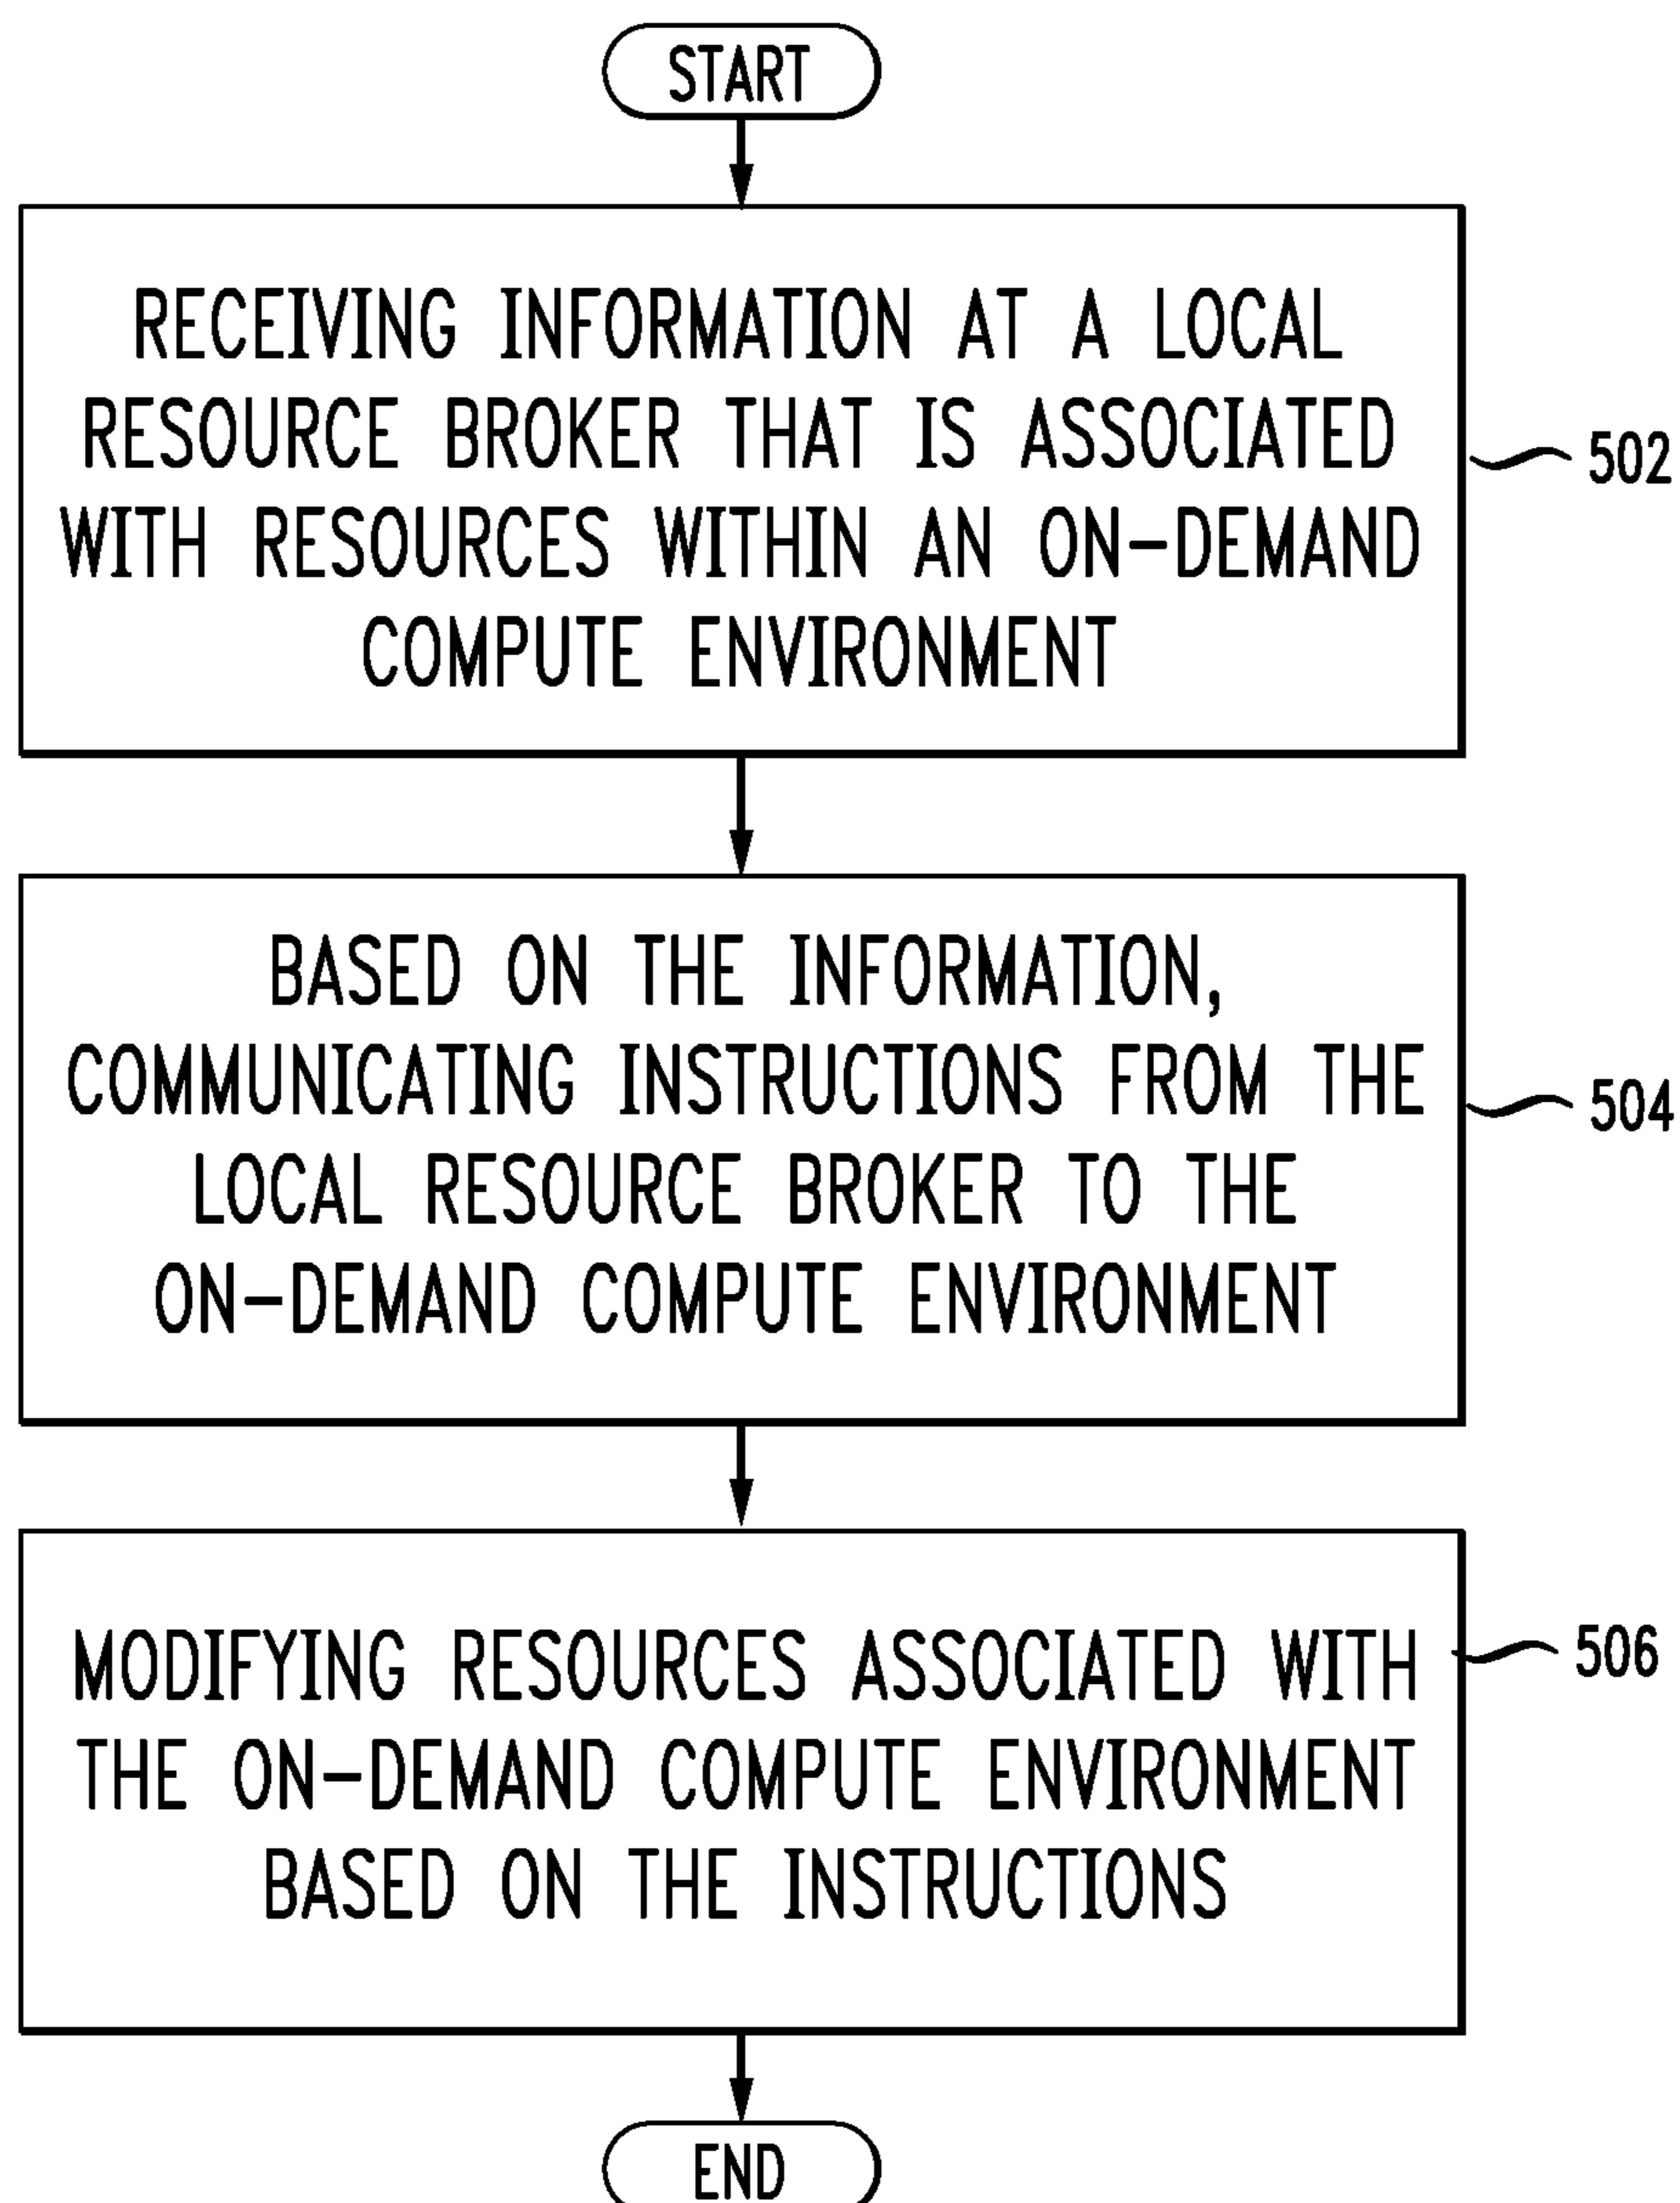 START
RECEIVING INFORMATION AT A LOCAL
RESOURCE BROKER THAT IS ASSOCIATED
WITH RESOURCES WITHIN AN ON-DEMAND
COMPUTE ENVIRONMENT
502
BASED ON THE INFORMATION,
COMMUNICATING INSTRUCTIONS FROM THE
LOCAL RESOURCE BROKER TO THE
ON-DEMAND COMPUTE ENVIRONMENT
504
MODIFYING RESOURCES ASSOCIATED WITH
THE ON-DEMAND COMPUTE ENVIRONMENT
BASED ON THE INSTRUCTIONS
506
END